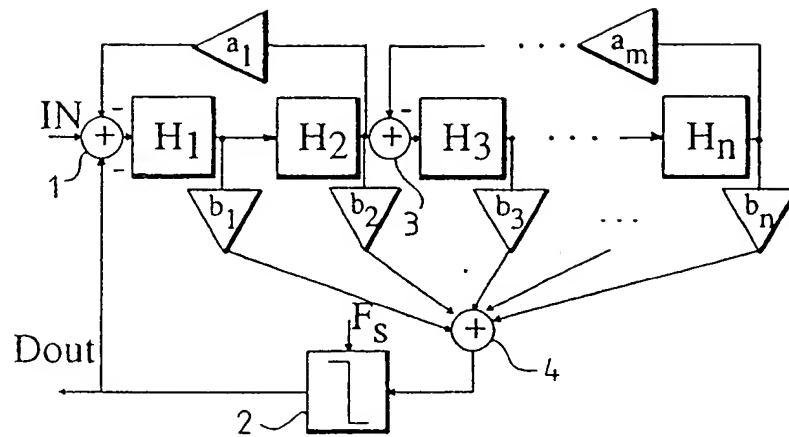 a1
am
IN
+
-
-
H1
H2
+
-
H3
. . .
Hn
1
b1
b2
3
b3
. . .
bn
Fs
+
4
Dout
2